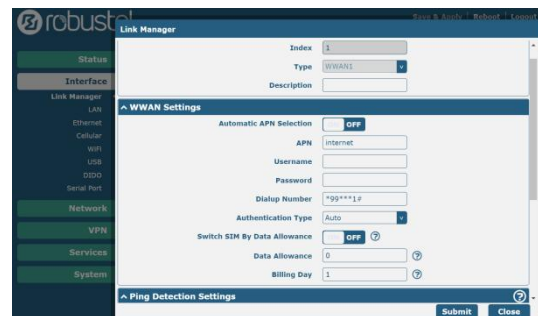 robustel
Save & Apply | Reboot | Logout
Link Manager
Status
Interface
Link Manager
LAN
Ethernet
Cellular
WiFi
USB
DIDO
Serial Port
Network
VPN
Services
System
Index 1
Type WWAN1 v
Description
^ WWAN Settings
Automatic APN Selection OFF
APN internet
Username
Password
Dialup Number *99***1#
Authentication Type Auto v
Switch SIM By Data Allowance OFF ?
Data Allowance 0 ?
Billing Day 1 ?
^ Ping Detection Settings ?
Submit Close